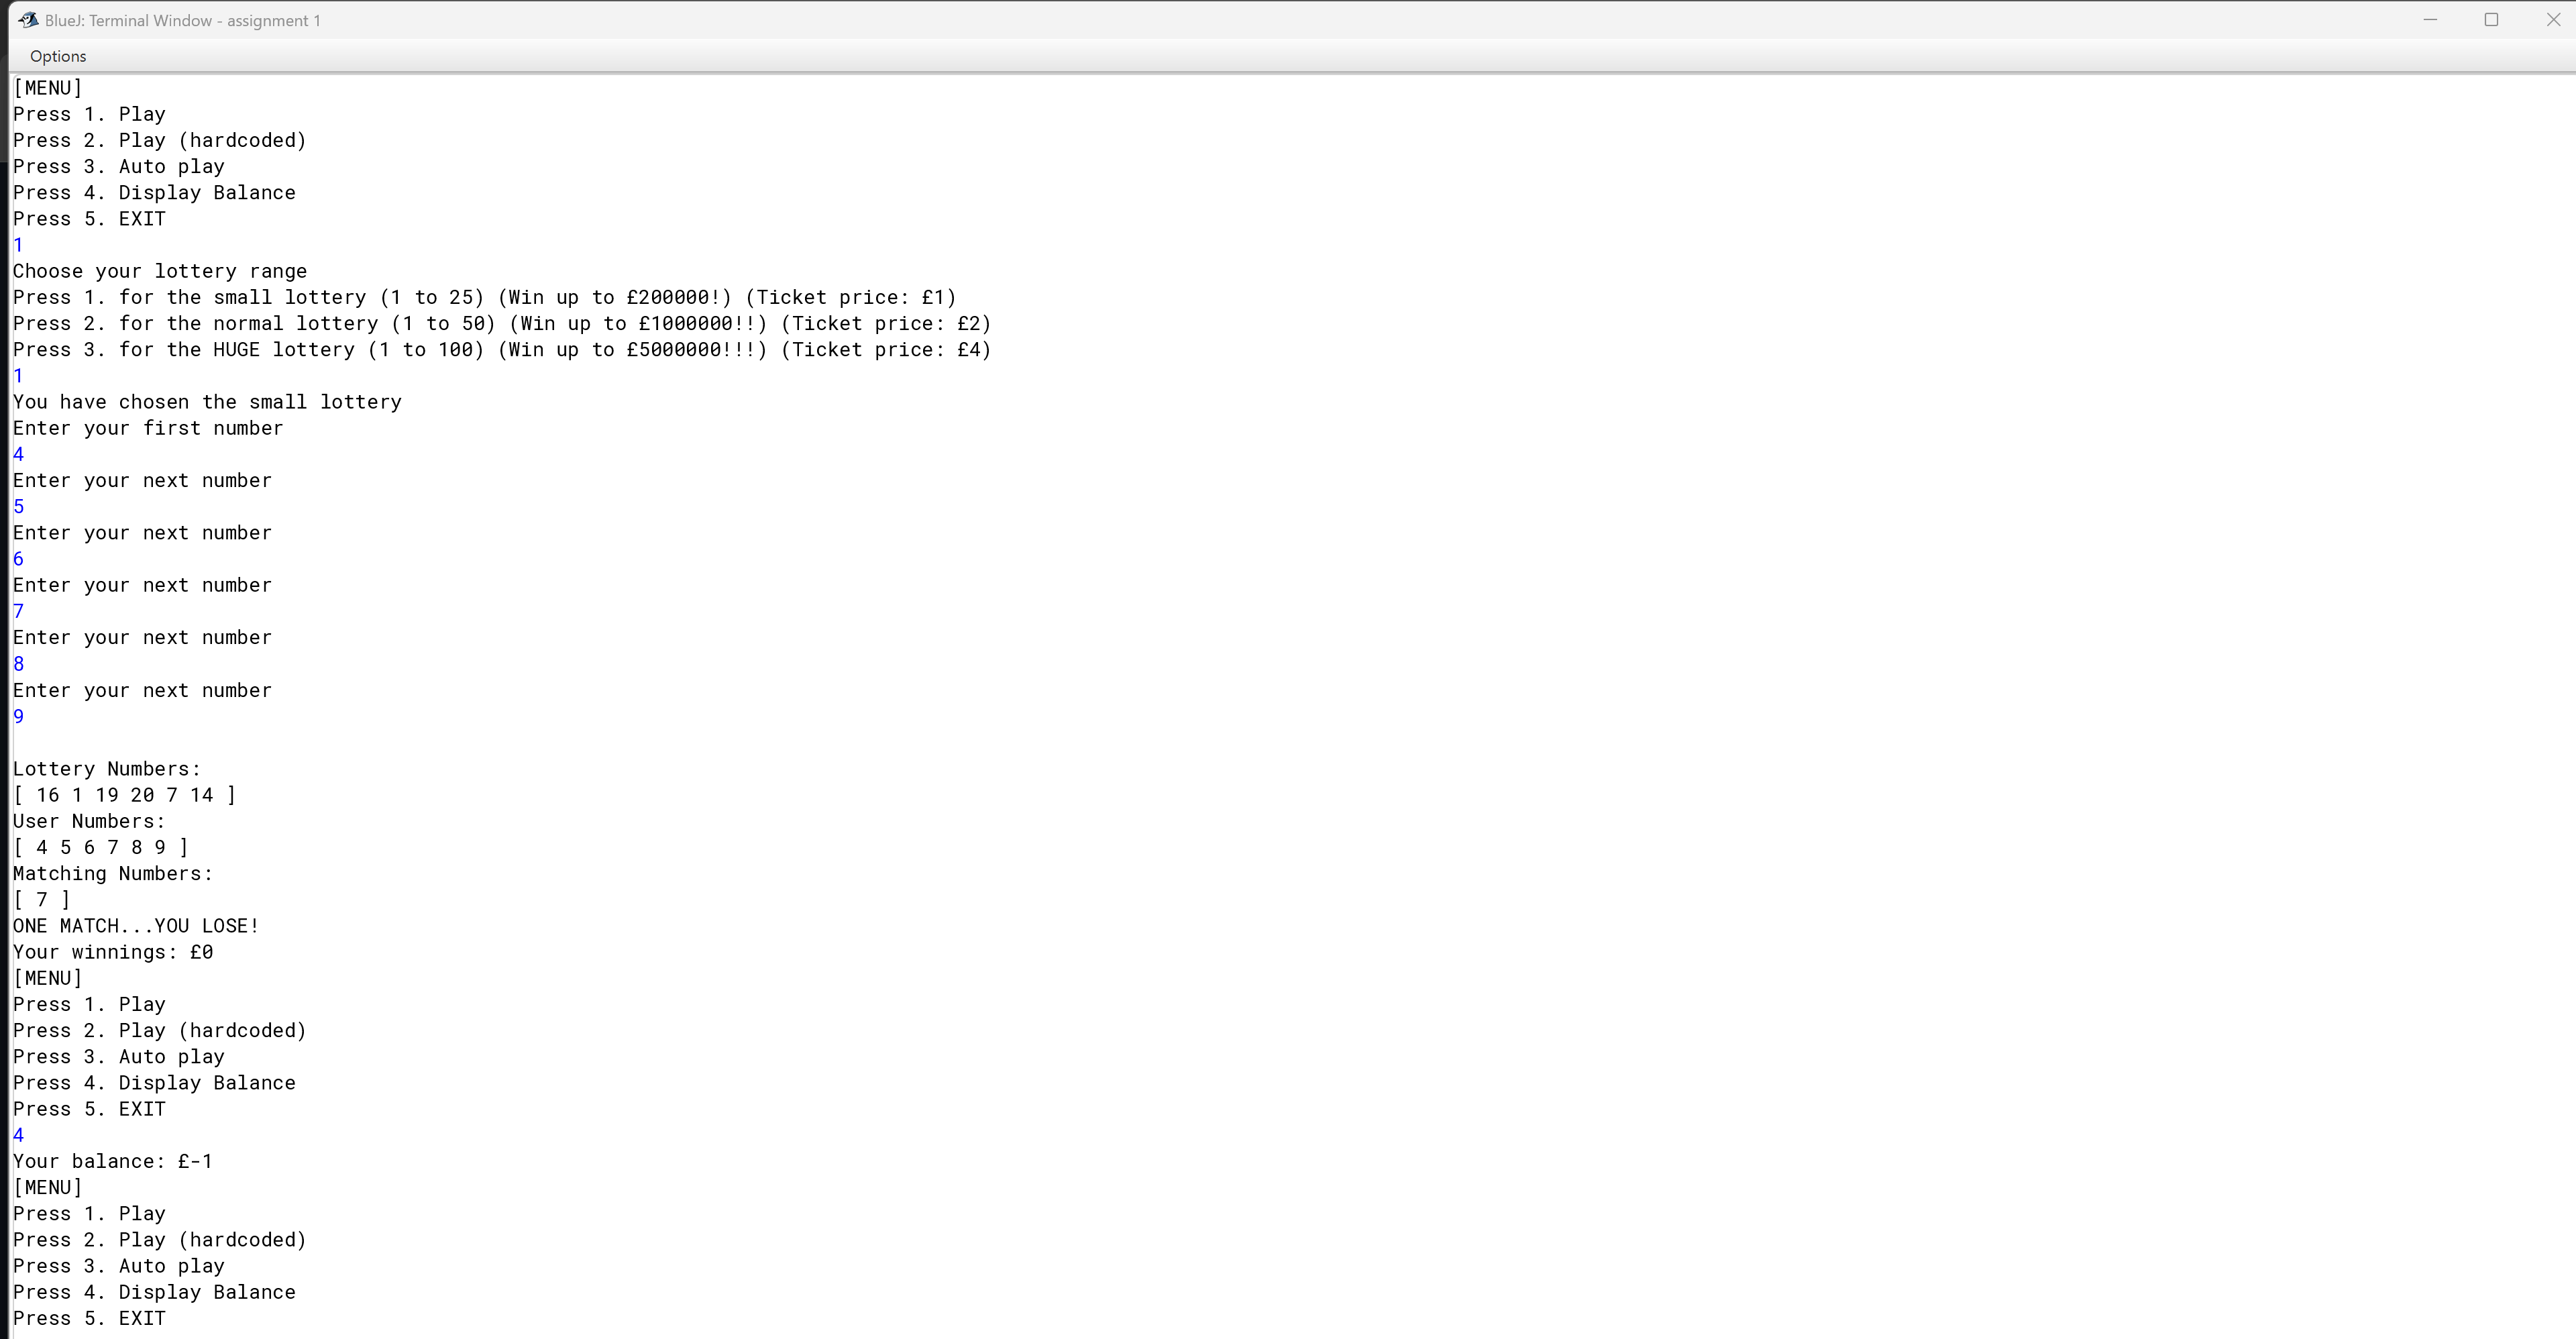 BlueJ: Terminal Window - assignment 1
Options
[MENU]
Press 1. Play
Press 2. Play (hardcoded)
Press 3. Auto play
Press 4. Display Balance
Press 5. EXIT
1
Choose your lottery range
Press 1. for the small lottery (1 to 25) (Win up to £200000!) (Ticket price: £1)
Press 2. for the normal lottery (1 to 50) (Win up to £1000000!!) (Ticket price: £2)
Press 3. for the HUGE lottery (1 to 100) (Win up to £5000000!!!) (Ticket price: £4)
1
You have chosen the small lottery
Enter your first number
4
Enter your next number
5
Enter your next number
6
Enter your next number
7
Enter your next number
8
Enter your next number
9
Lottery Numbers:
[ 16 1 19 20 7 14 ]
User Numbers:
[ 4 5 6 7 8 9 ]
Matching Numbers:
[ 7 ]
ONE MATCH...YOU LOSE!
Your winnings: £0
[MENU]
Press 1. Play
Press 2. Play (hardcoded)
Press 3. Auto play
Press 4. Display Balance
Press 5. EXIT
4
Your balance: £-1
[MENU]
Press 1. Play
Press 2. Play (hardcoded)
Press 3. Auto play
Press 4. Display Balance
Press 5. EXIT